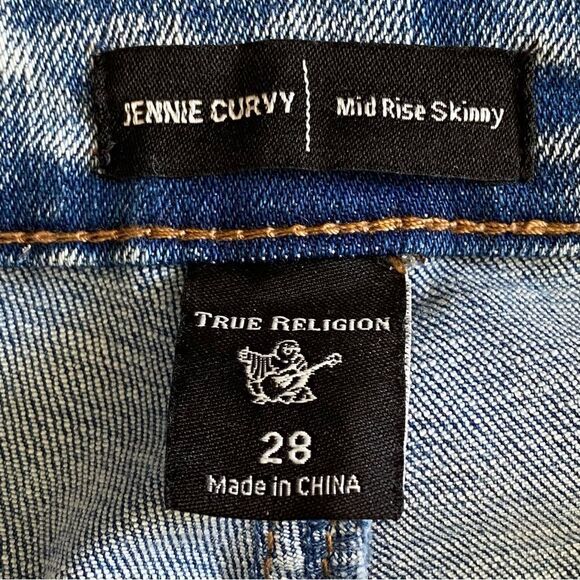 JENNIE CURVY | Mid Rise Skinny
TRUE RELIGION
28
Made in CHINA